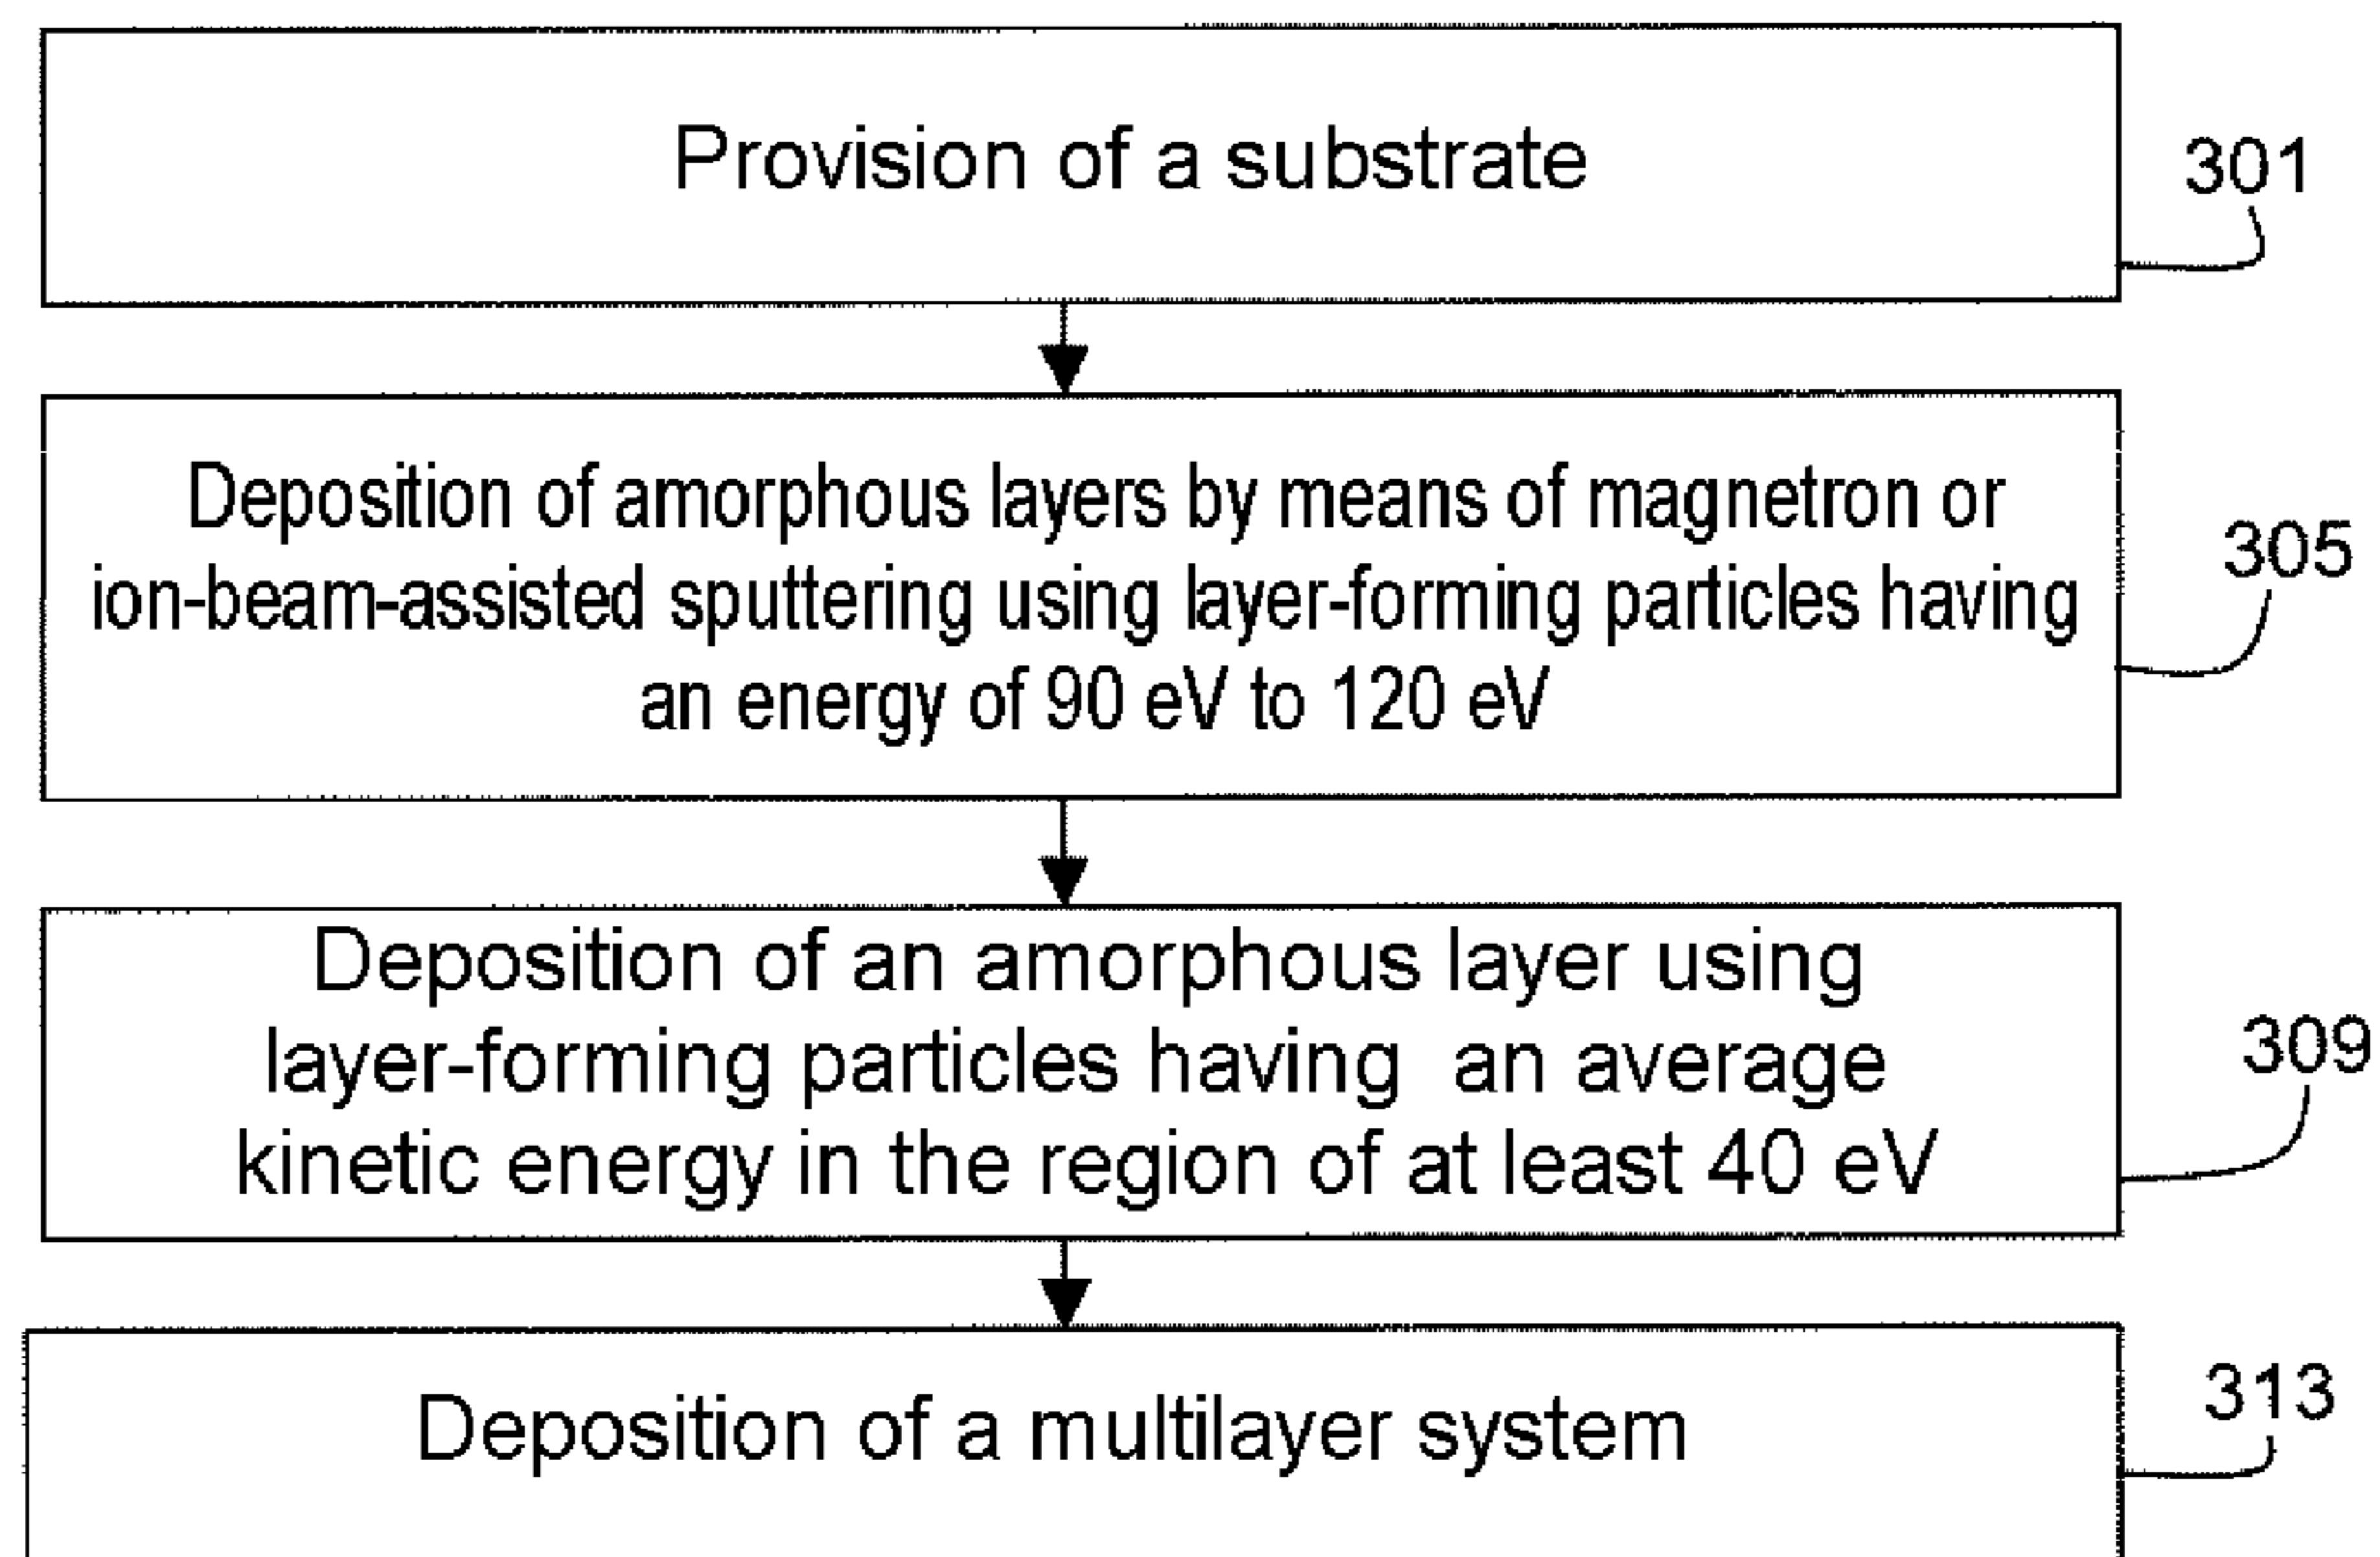 Provision of a substrate
301
Deposition of amorphous layers by means of magnetron or
ion-beam-assisted sputtering using layer-forming particles having
an energy of 90 eV to 120 eV
305
Deposition of an amorphous layer using
layer-forming particles having an average
kinetic energy in the region of at least 40 eV
309
Deposition of a multilayer system
313